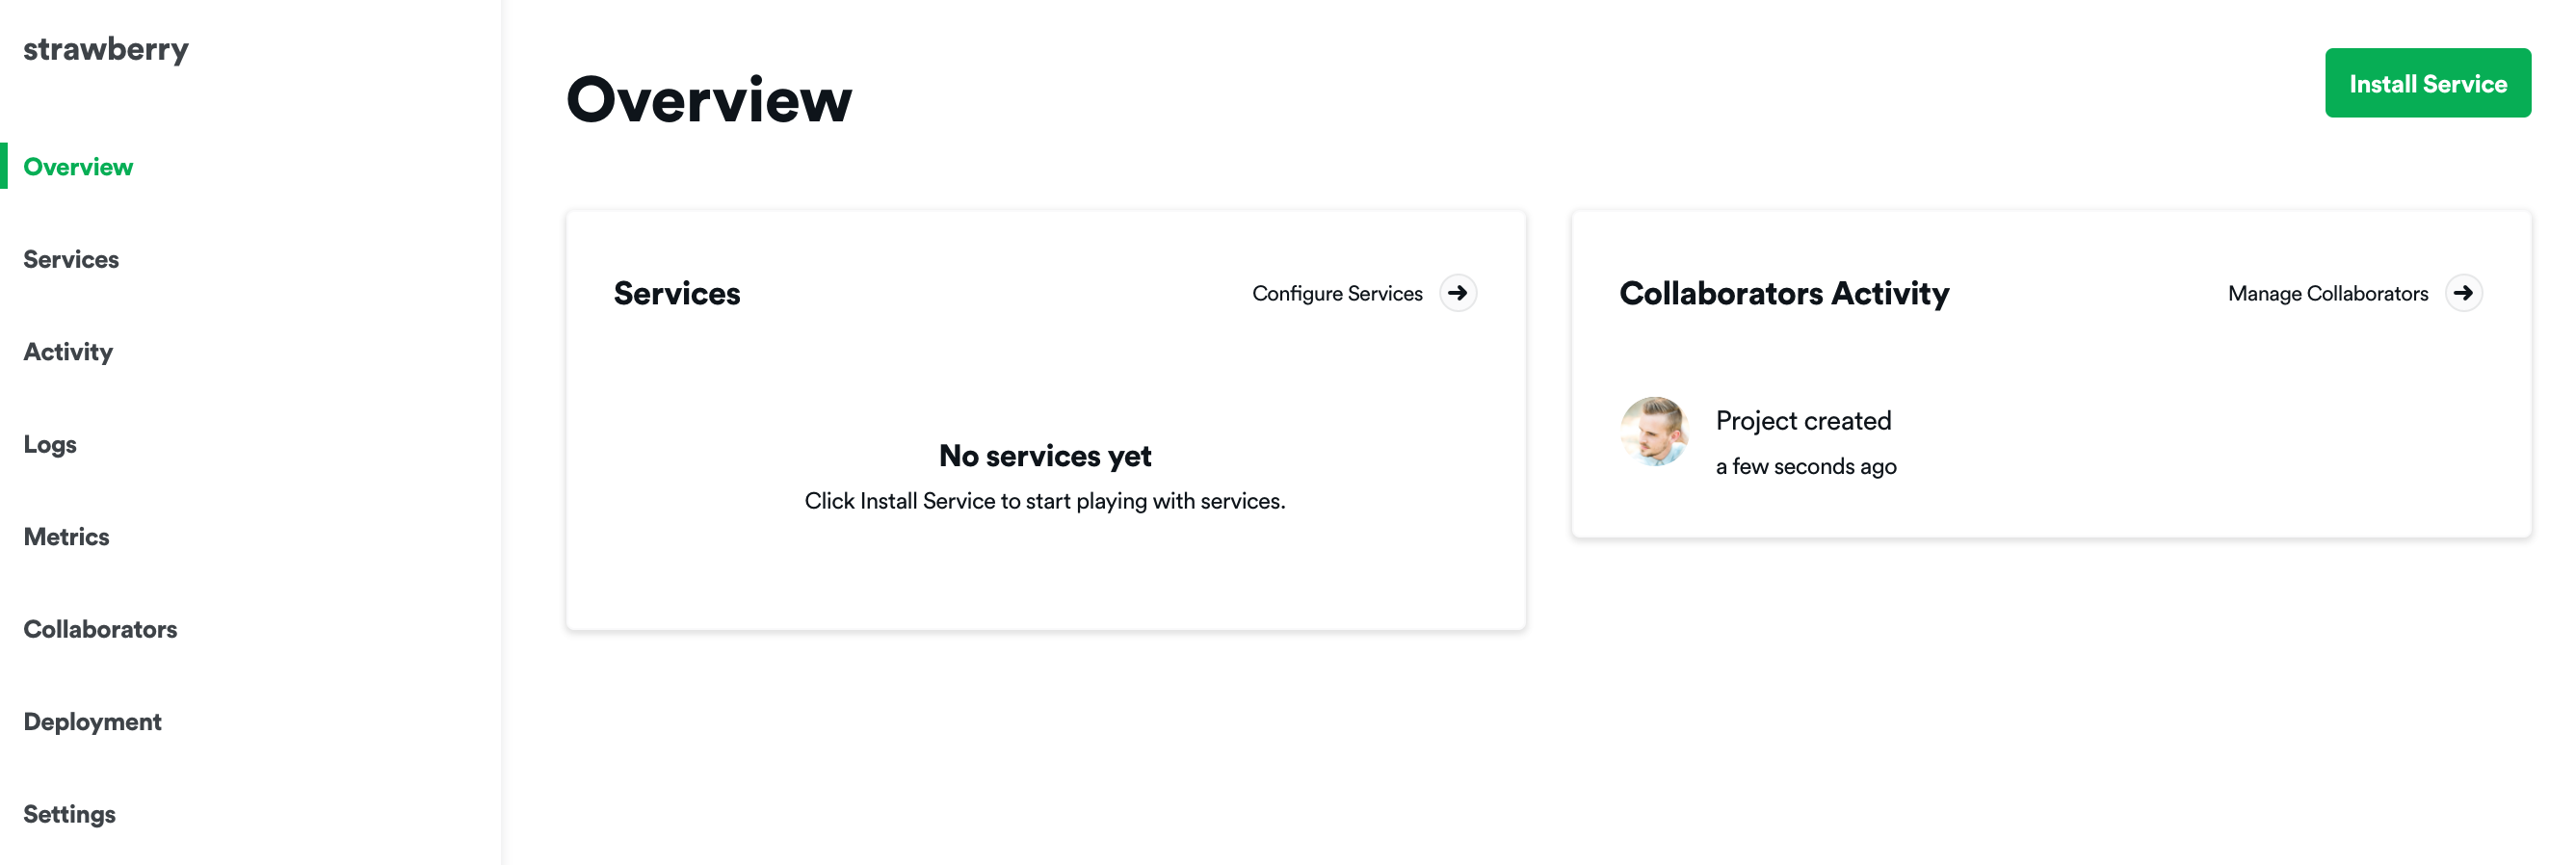 strawberry
Overview
Services
Activity
Logs
Metrics
Collaborators
Deployment
Settings
Overview
Install Service
Services
Configure Services
No services yet
Click Install Service to start playing with services.
Collaborators Activity
Manage Collaborators
Project created
a few seconds ago